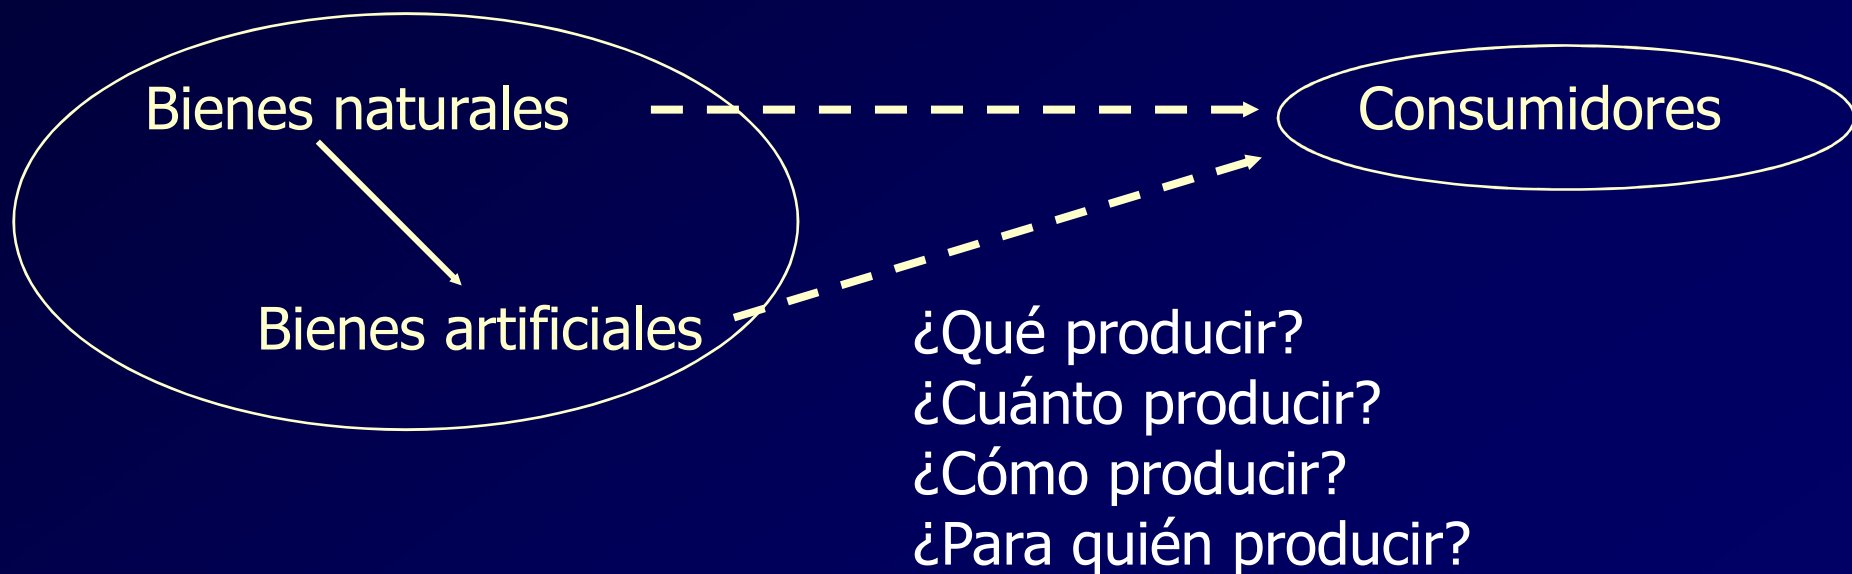 Bienes naturales
Consumidores
Bienes artificiales
¿Qué producir?
¿Cuánto producir?
¿Cómo producir?
¿Para quién producir?